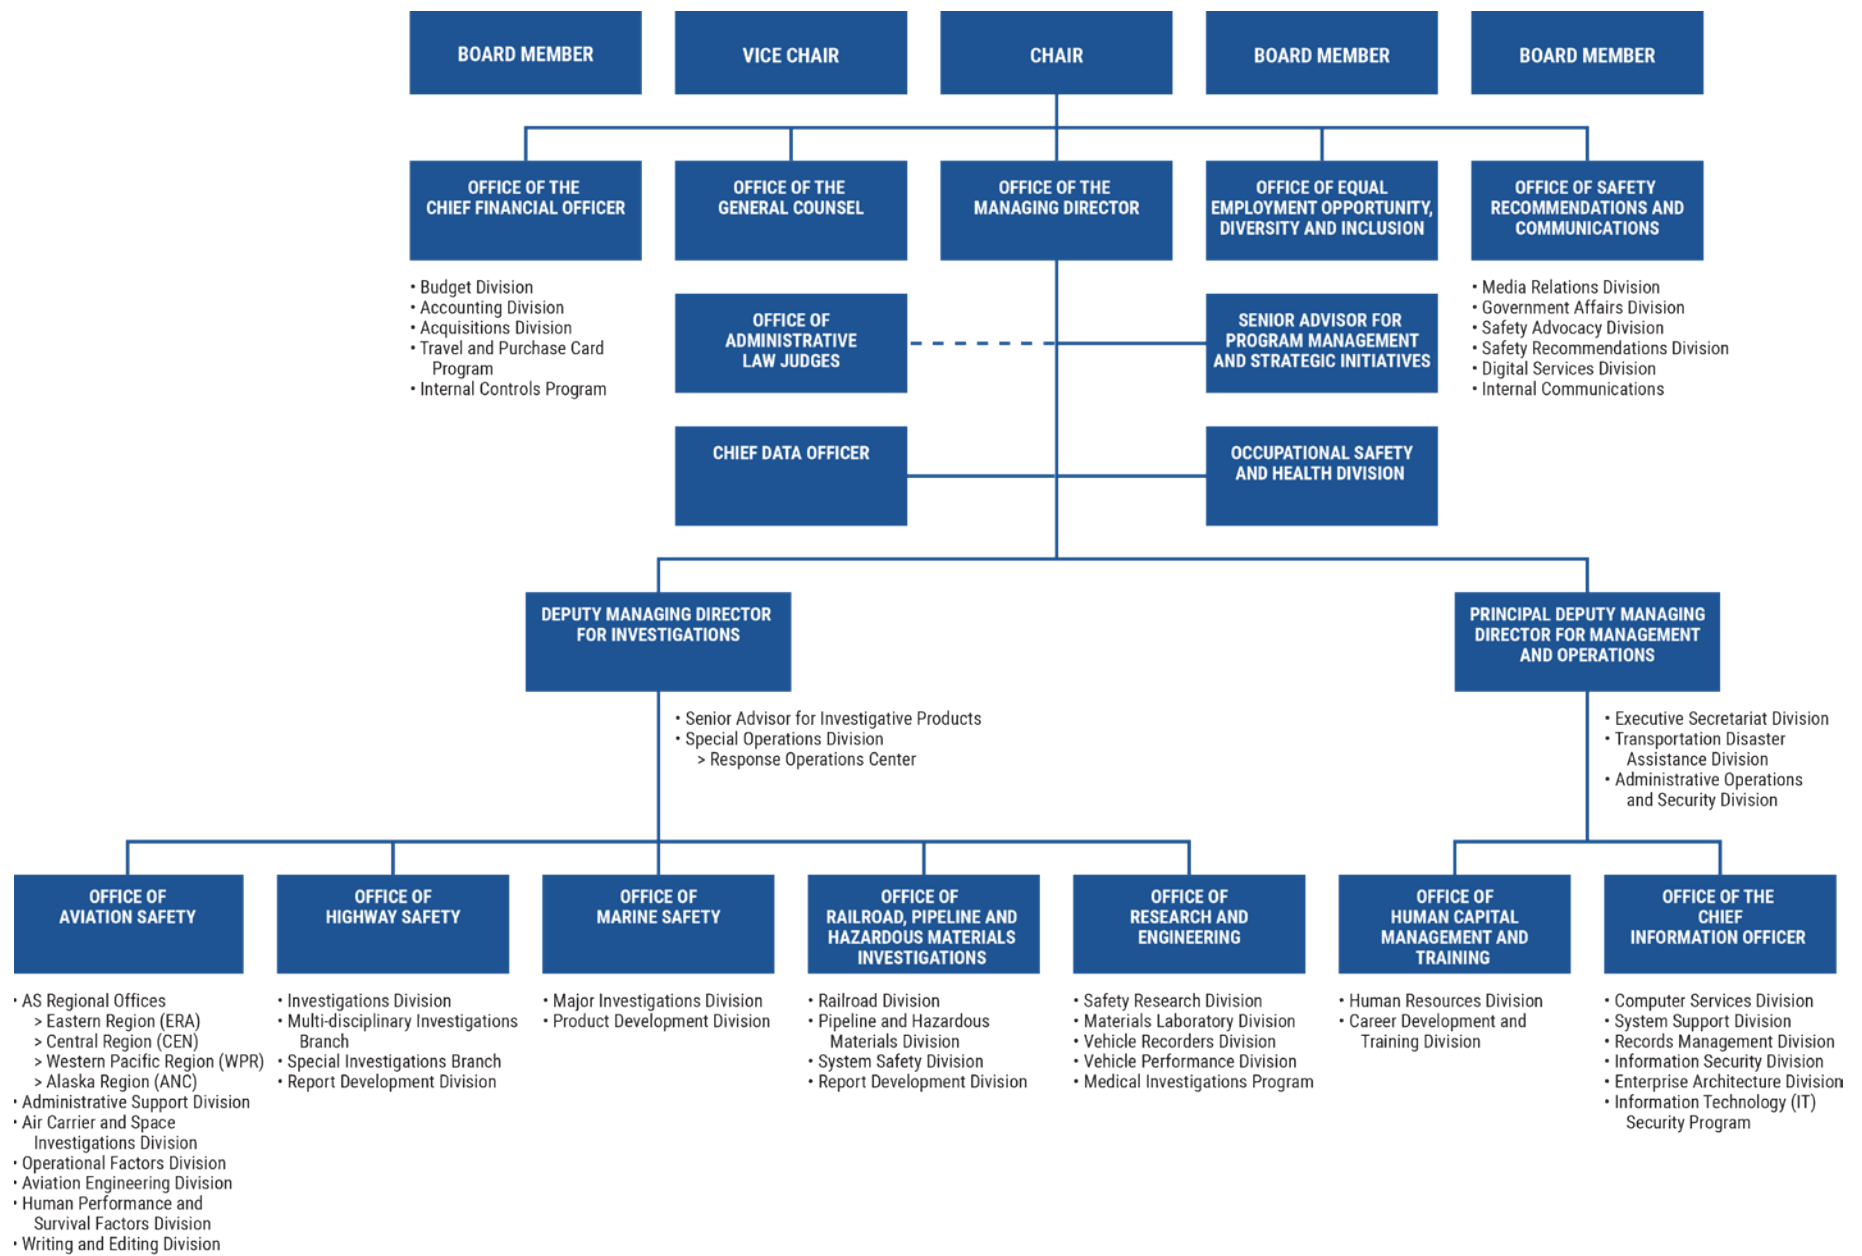 BOARD MEMBER
VICE CHAIR
CHAIR
BOARD MEMBER
BOARD MEMBER
OFFICE OF THE
CHIEF FINANCIAL OFFICER
OFFICE OF THE
GENERAL COUNSEL
OFFICE OF THE
MANAGING DIRECTOR
OFFICE OF EQUAL
EMPLOYMENT OPPORTUNITY,
DIVERSITY AND INCLUSION
OFFICE OF SAFETY
RECOMMENDATIONS AND
COMMUNICATIONS
• Budget Division
• Accounting Division
• Acquisitions Division
• Travel and Purchase Card
Program
• Internal Controls Program
OFFICE OF
ADMINISTRATIVE
LAW JUDGES
SENIOR ADVISOR FOR
PROGRAM MANAGEMENT
AND STRATEGIC INITIATIVES
• Media Relations Division
• Government Affairs Division
• Safety Advocacy Division
• Safety Recommendations Division
• Digital Services Division
• Internal Communications
CHIEF DATA OFFICER
OCCUPATIONAL SAFETY
AND HEALTH DIVISION
DEPUTY MANAGING DIRECTOR
FOR INVESTIGATIONS
PRINCIPAL DEPUTY MANAGING
DIRECTOR FOR MANAGEMENT
AND OPERATIONS
• Senior Advisor for Investigative Products
• Special Operations Division
> Response Operations Center
• Executive Secretariat Division
• Transportation Disaster
Assistance Division
• Administrative Operations
and Security Division
OFFICE OF
AVIATION SAFETY
OFFICE OF
HIGHWAY SAFETY
OFFICE OF
MARINE SAFETY
OFFICE OF
RAILROAD, PIPELINE AND
HAZARDOUS MATERIALS
INVESTIGATIONS
OFFICE OF
RESEARCH AND
ENGINEERING
OFFICE OF
HUMAN CAPITAL
MANAGEMENT AND
TRAINING
OFFICE OF THE
CHIEF
INFORMATION OFFICER
• AS Regional Offices
> Eastern Region (ERA)
> Central Region (CEN)
> Western Pacific Region (WPR)
> Alaska Region (ANC)
• Administrative Support Division
• Air Carrier and Space
Investigations Division
• Operational Factors Division
• Aviation Engineering Division
• Human Performance and
Survival Factors Division
• Writing and Editing Division
• Investigations Division
• Multi-disciplinary Investigations
Branch
• Special Investigations Branch
• Report Development Division
• Major Investigations Division
• Product Development Division
• Railroad Division
• Pipeline and Hazardous
Materials Division
• System Safety Division
• Report Development Division
• Safety Research Division
• Materials Laboratory Division
• Vehicle Recorders Division
• Vehicle Performance Division
• Medical Investigations Program
• Human Resources Division
• Career Development and
Training Division
• Computer Services Division
• System Support Division
• Records Management Division
• Information Security Division
• Enterprise Architecture Division
• Information Technology (IT)
Security Program